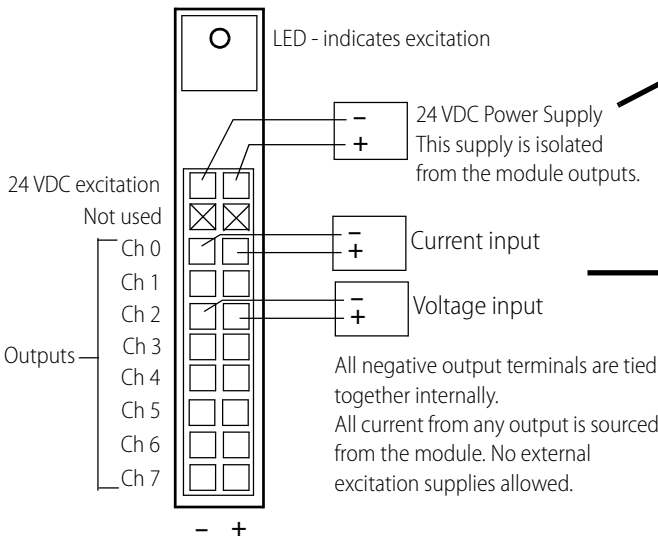 LED - indicates excitation
–
+
24 VDC Power Supply
This supply is isolated
from the module outputs.
24 VDC excitation
Not used
Ch 0
–
+
Current input
Ch 1
Ch 2
–
+
Voltage input
Outputs
Ch 3
Ch 4
Ch 5
Ch 6
Ch 7
All negative output terminals are tied
together internally.
All current from any output is sourced
from the module. No external
excitation supplies allowed.
– +